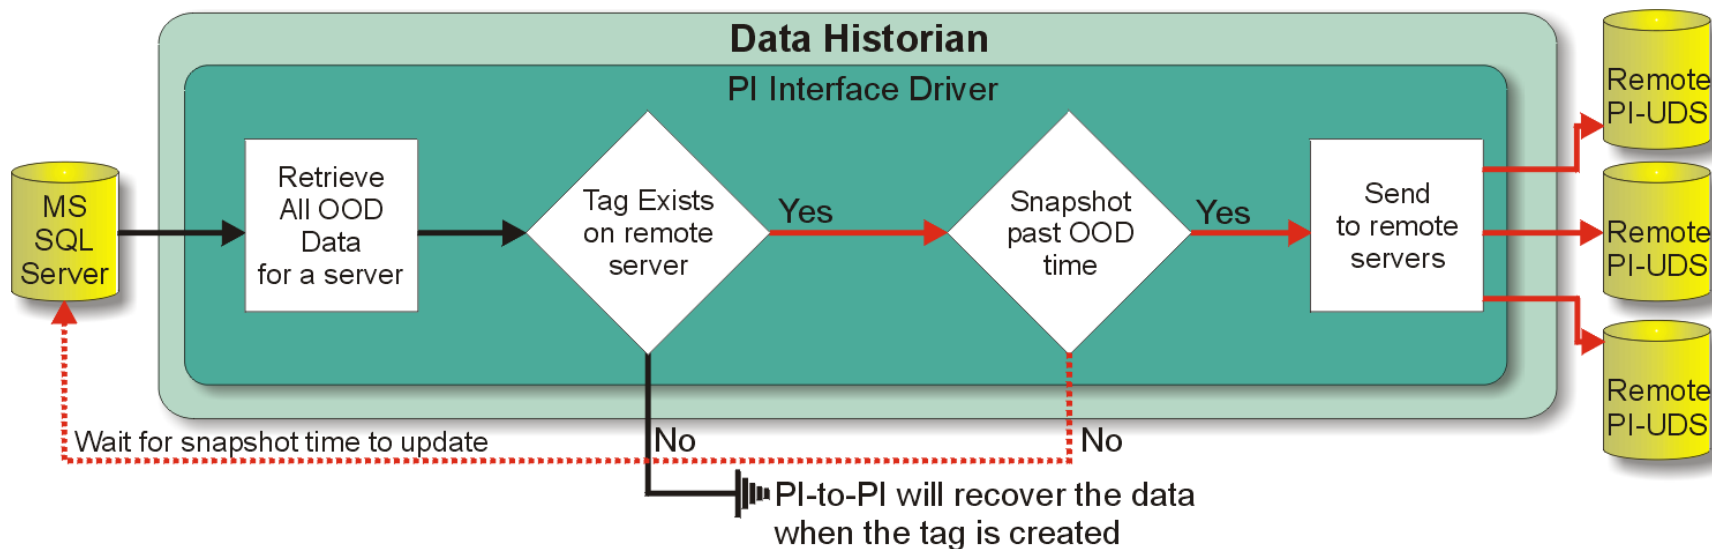 Data Historian
PI Interface Driver
MS
SQL
Server
Retrieve
All OOD
Data
for a server
Tag Exists
on remote
server
Yes
Snapshot
past OOD
time
Yes
Send
to remote
servers
Remote
PI-UDS
Remote
PI-UDS
Remote
PI-UDS
Wait for snapshot time to update
No
No
PI-to-PI will recover the data
when the tag is created